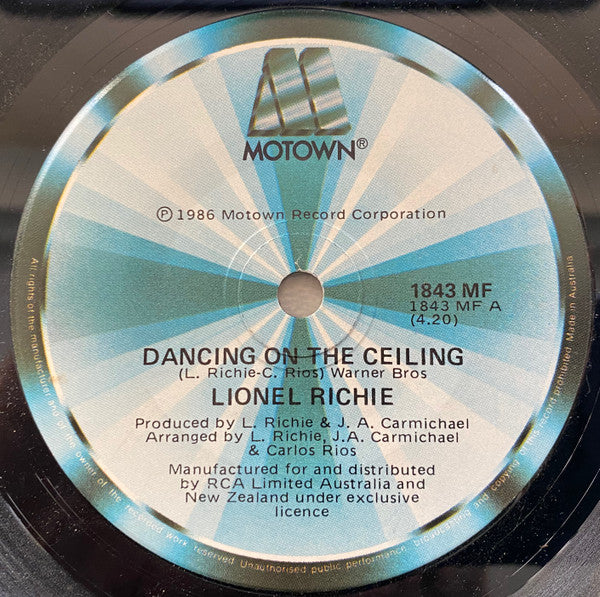 MOTOWN®
℗ 1986 Motown Record Corporation
1843 MF
1843 MF A
(4.20)
DANCING ON THE CEILING
(L. Richie-C. Rios) Warner Bros
LIONEL RICHIE
Produced by L. Richie & J. A. Carmichael
Arranged by L. Richie, J.A. Carmichael
& Carlos Rios
Manufactured for and distributed
by RCA Limited Australia and
New Zealand under exclusive
licence
All rights of the manufacturer and of the owner of the recorded work reserved Unauthorised public performance broadcasting and copying of this record prohibited Made in Australia